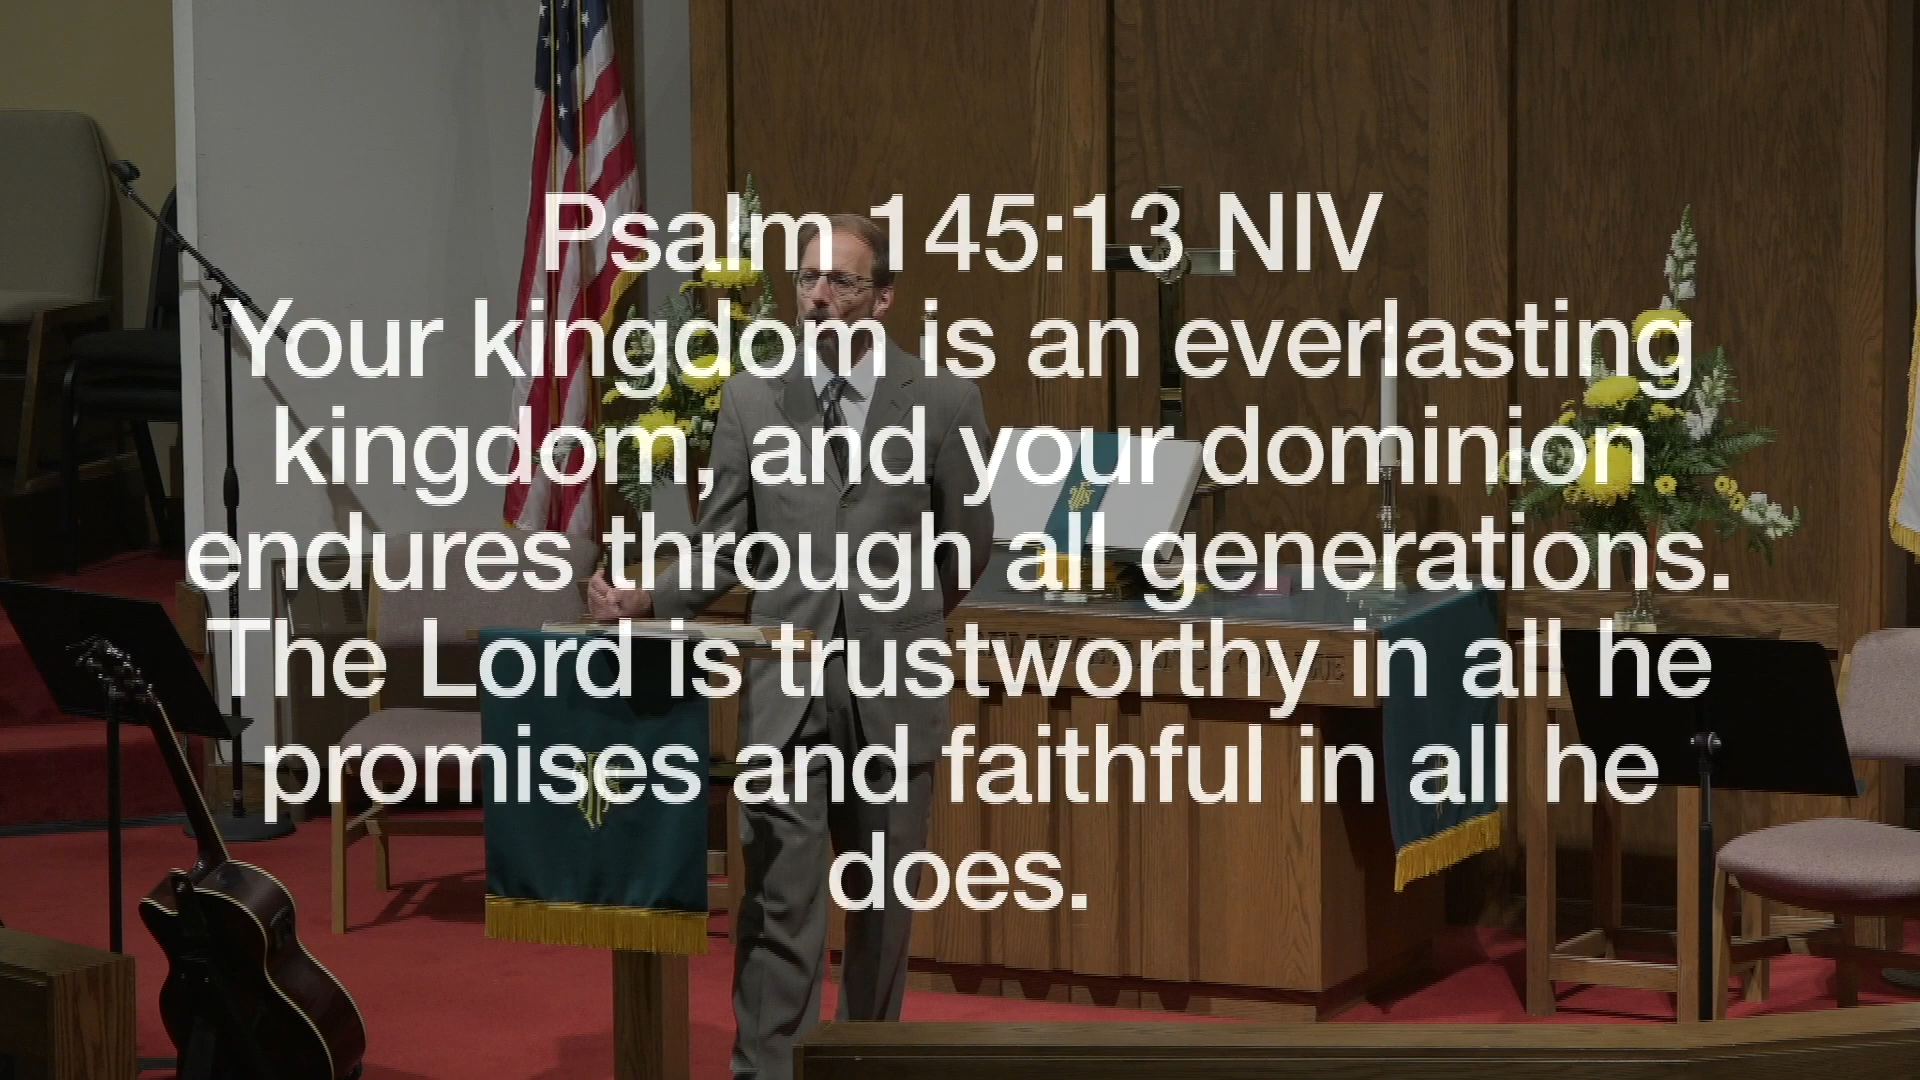 Psalm 145:13 NIV
Your kingdom is an everlasting
kingdom, and your dominion
endures through all generations.
The Lord is trustworthy in all he
promises and faithful in all he
does.